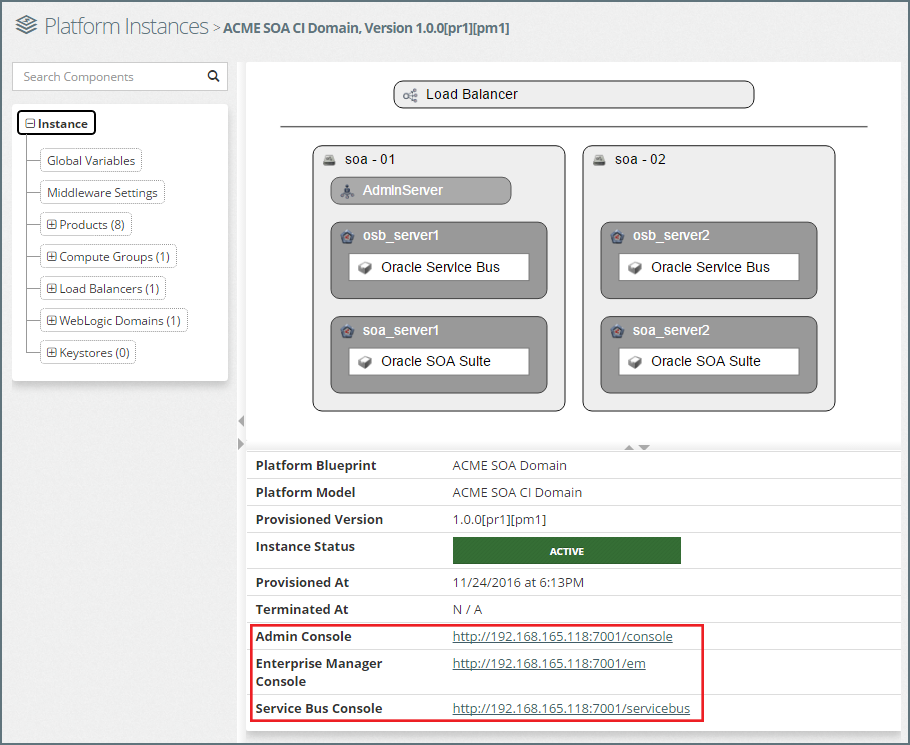 Platform Instances > ACME SOA CI Domain, Version 1.0.0[pr1][pm1]
Search Components
Instance
Global Variables
Middleware Settings
Products (8)
Compute Groups (1)
Load Balancers (1)
WebLogic Domains (1)
Keystores (0)
Load Balancer
soa - 01
AdminServer
osb_server1
Oracle Service Bus
soa_server1
Oracle SOA Suite
soa - 02
osb_server2
Oracle Service Bus
soa_server2
Oracle SOA Suite
Platform Blueprint ACME SOA Domain
Platform Model ACME SOA CI Domain
Provisioned Version 1.0.0[pr1][pm1]
Instance Status ACTIVE
Provisioned At 11/24/2016 at 6:13PM
Terminated At N / A
Admin Console http://192.168.165.118:7001/console
Enterprise Manager http://192.168.165.118:7001/em
Console
Service Bus Console http://192.168.165.118:7001/servicebus